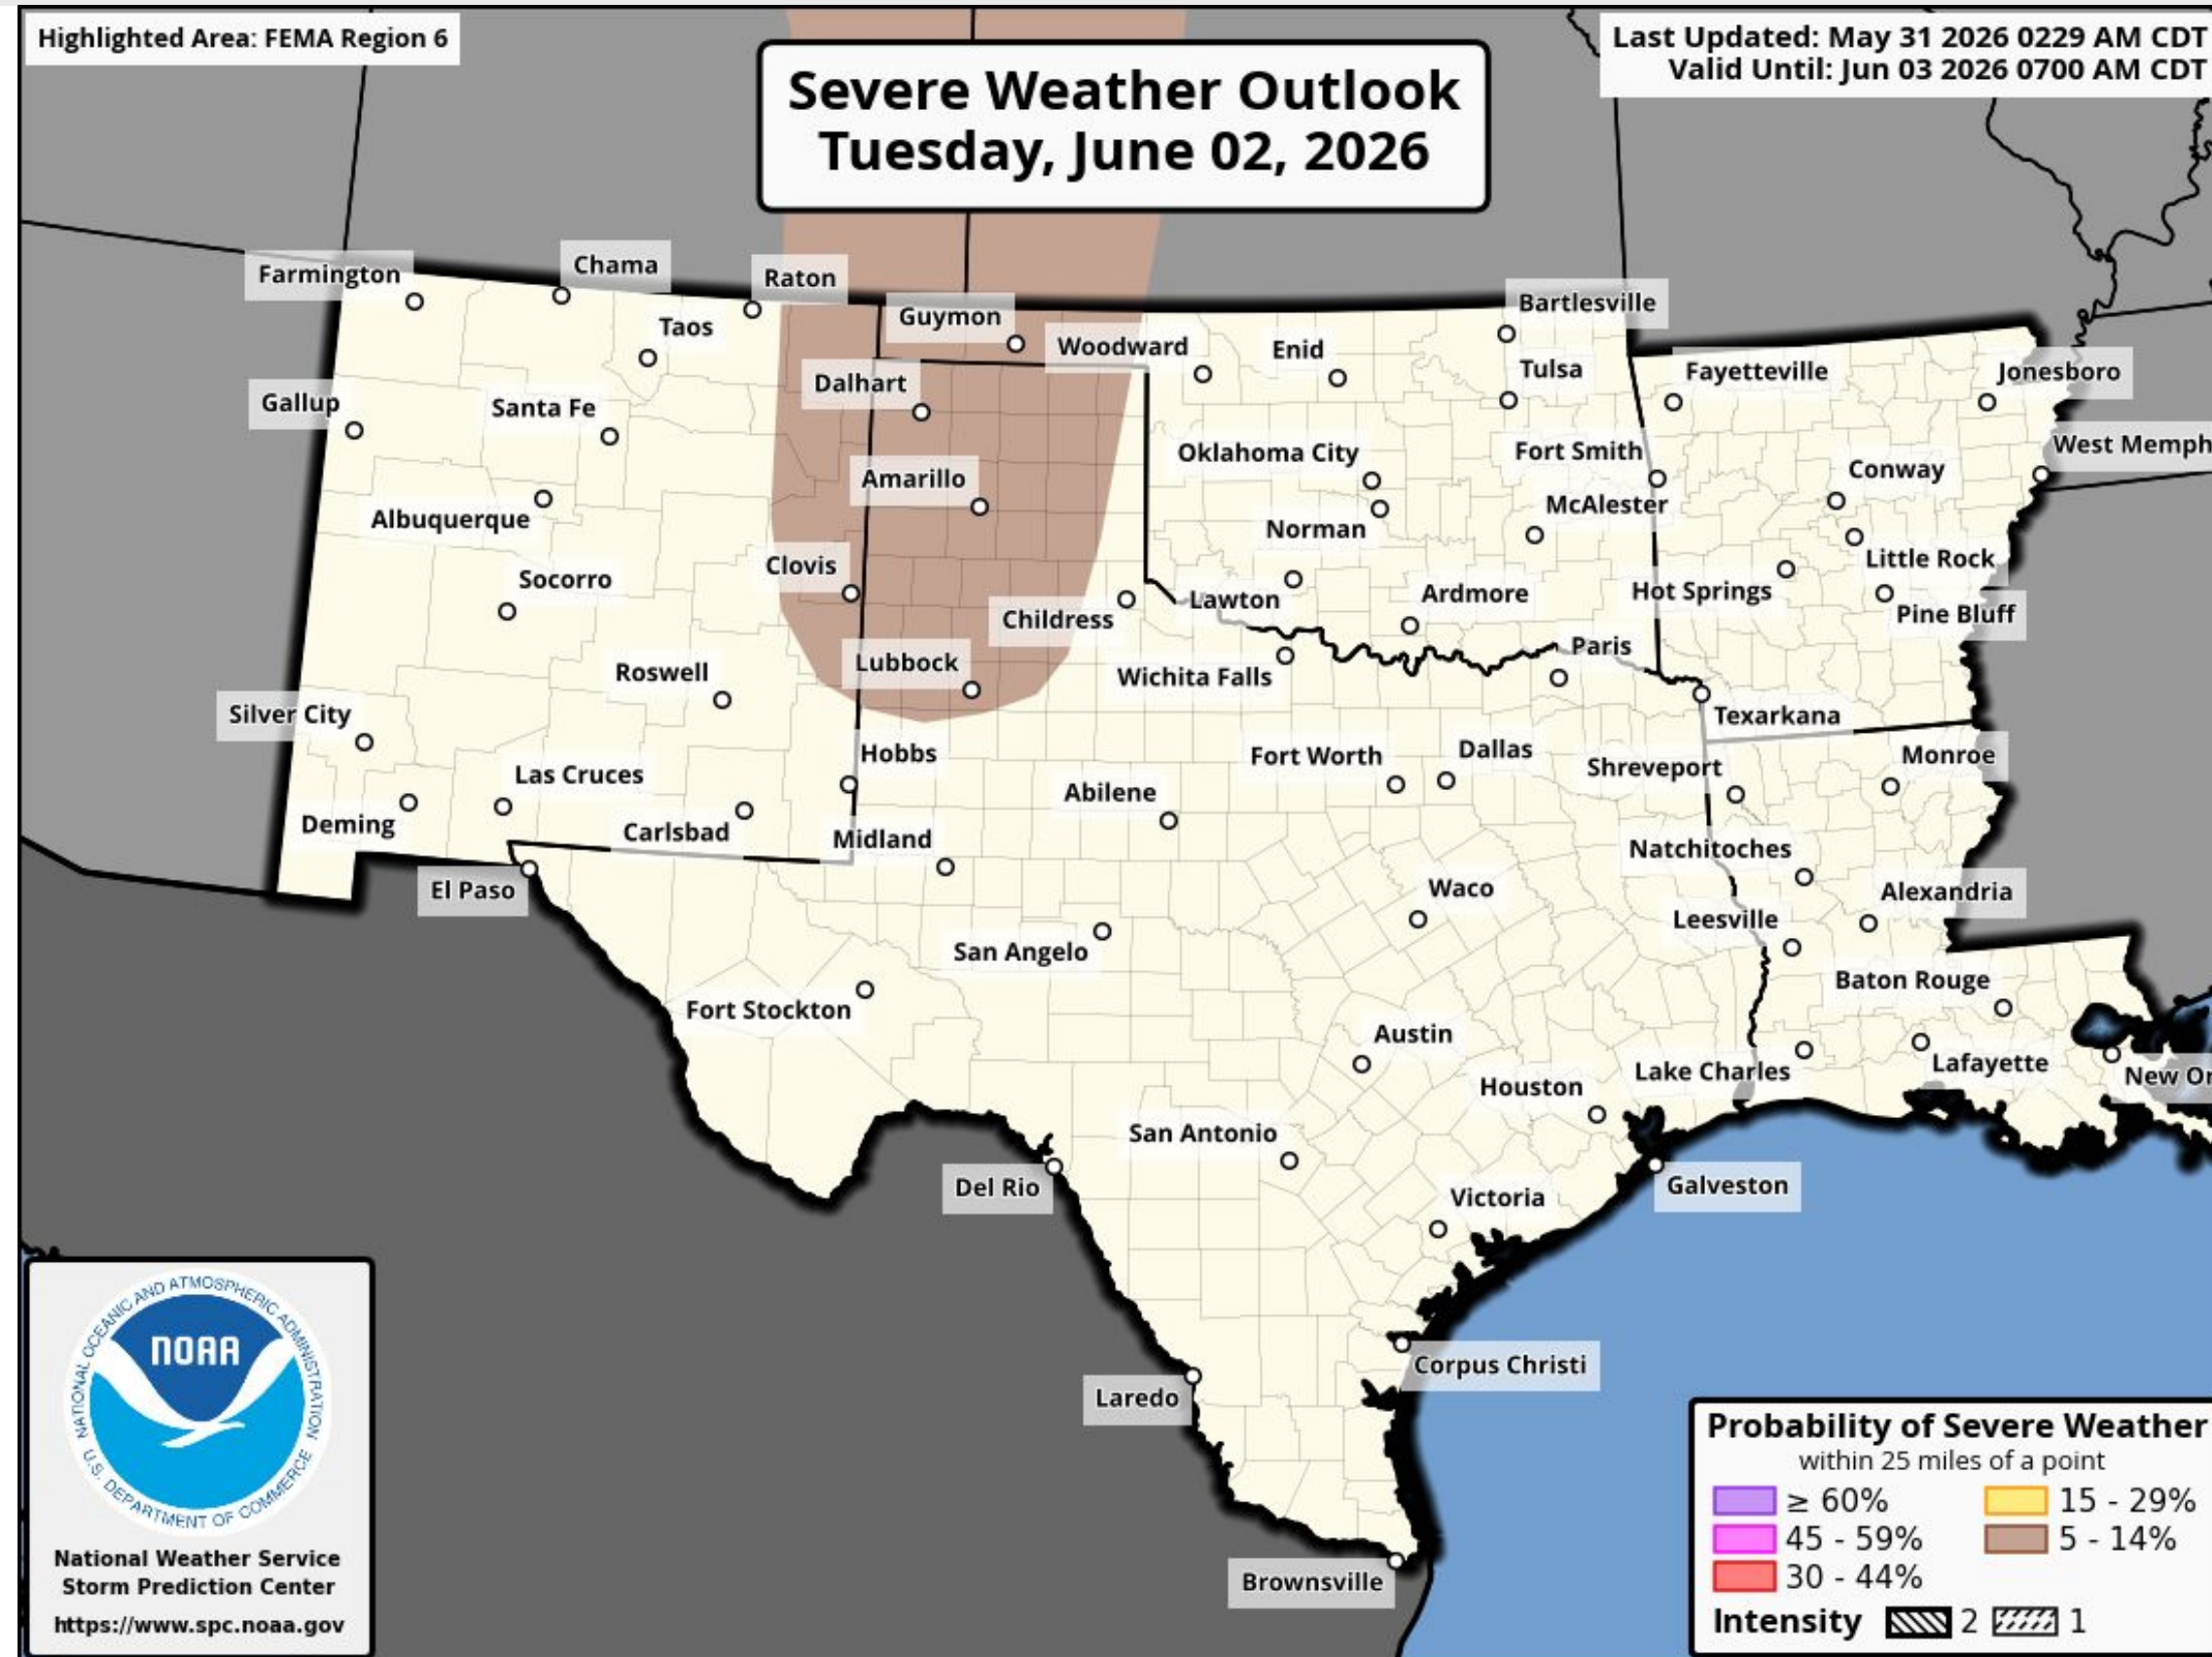 Highlighted Area: FEMA Region 6
Last Updated: May 31 2026 0229 AM CDT
Valid Until: Jun 03 2026 0700 AM CDT
Severe Weather Outlook
Tuesday, June 02, 2026
Farmington
Chama
Raton
Taos
Guymon
Woodward
Enid
Bartlesville
Tulsa
Fayetteville
Jonesboro
Gallup
Santa Fe
Dalhart
Oklahoma City
Fort Smith
West Memph
Conway
Albuquerque
Amarillo
Norman
McAlester
Little Rock
Socorro
Clovis
Childress
Lawton
Ardmore
Hot Springs
Pine Bluff
Roswell
Lubbock
Wichita Falls
Paris
Silver City
Texarkana
Las Cruces
Hobbs
Fort Worth
Dallas
Shreveport
Monroe
Deming
Carlsbad
Midland
Abilene
Natchitoches
El Paso
Waco
Alexandria
Leesville
San Angelo
Baton Rouge
Fort Stockton
Austin
Houston
Lake Charles
Lafayette
New Or
San Antonio
Del Rio
Victoria
Galveston
Corpus Christi
Laredo
Brownsville
NATIONAL OCEANIC AND ATMOSPHERIC ADMINISTRATION
NOAA
U.S. DEPARTMENT OF COMMERCE
National Weather Service
Storm Prediction Center
https://www.spc.noaa.gov
Probability of Severe Weather
within 25 miles of a point
≥ 60% 15 - 29%
45 - 59% 5 - 14%
30 - 44%
Intensity 2 1